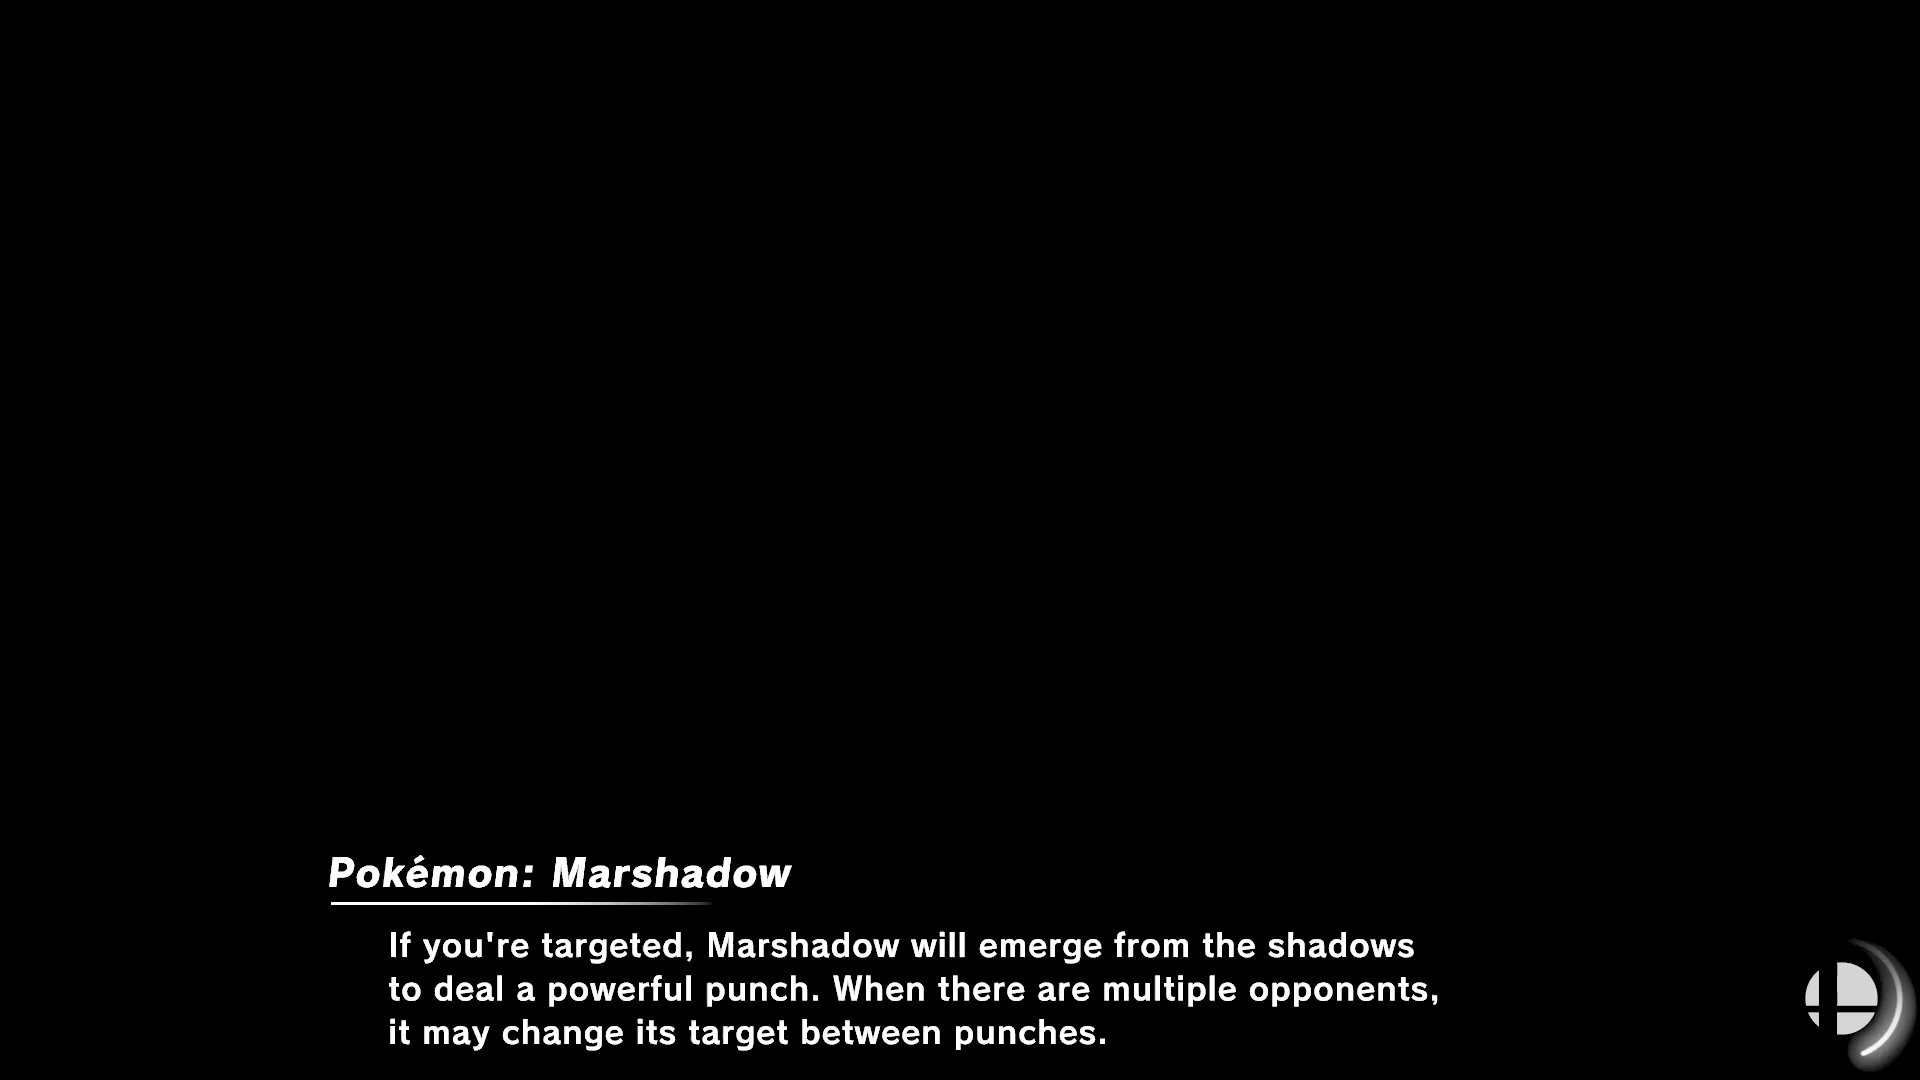 Pokémon: Marshadow
If you're targeted, Marshadow will emerge from the shadows
to deal a powerful punch. When there are multiple opponents,
it may change its target between punches.